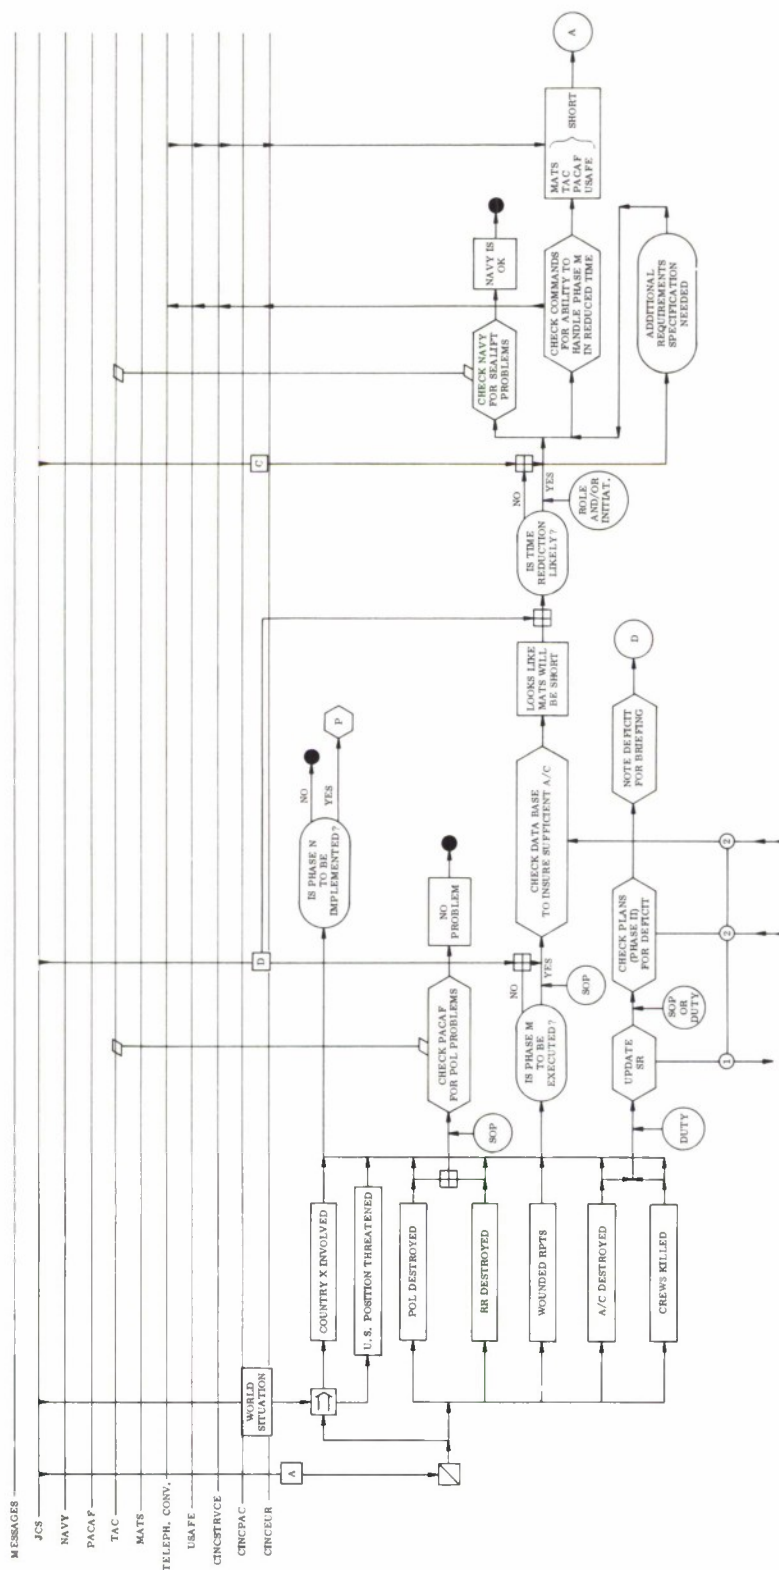 MESSAGES
JCS
NAVY
PACAF
TAC
MATS
TELEPH. CONV.
USAFE
CINCSTRVCE
CINCPAC
CINCEUR
A
WORLD
SITUATION
COUNTRY X INVOLVED
U.S. POSITION THREATENED
POL DESTROYED
RR DESTROYED
WOUNDED RPTS
A/C DESTROYED
CREWS KILLED
IS PHASE N
TO BE
IMPLEMENTED?
NO
YES
P
D
SOP
CHECK PACAF
FOR POL PROBLEMS
NO
PROBLEM
IS PHASE M
TO BE
EXECUTED?
NO
YES
SOP
CHECK DATA BASE
TO INSURE SUFFICIENT A/C
LOOKS LIKE
MATS WILL
BE SHORT
DUTY
UPDATE
SR
SOP
OR
DUTY
CHECK PLANS
(PHASE II)
FOR DEFICIT
NOTE DEFICIT
FOR BRIEFING
D
1
2
2
IS TIME
REDUCTION
LIKELY?
NO
YES
C
ROLE
AND/OR
INITIAT.
CHECK NAVY
FOR SEALIFT
PROBLEMS
NAVY IS
OK
CHECK COMMANDS
FOR ABILITY TO
HANDLE PHASE M
IN REDUCED TIME
ADDITIONAL
REQUIREMENTS
SPECIFICATION
NEEDED
MATS
TAC
PACAF
USAFE
SHORT
A